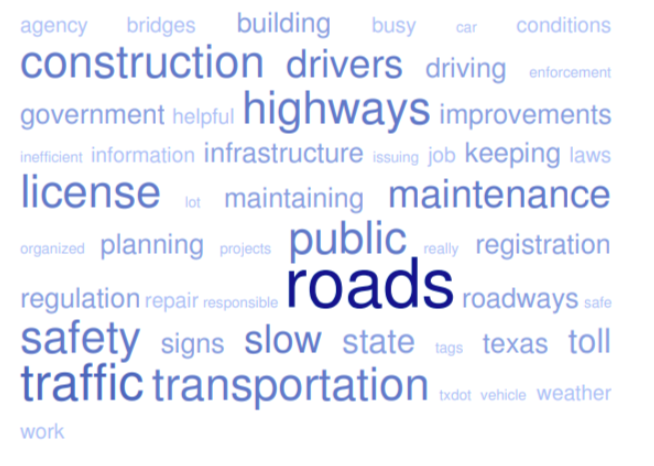 agency bridges building busy car conditions
construction drivers driving enforcement
government helpful highways improvements
inefficient information infrastructure issuing job keeping laws
license lot maintaining maintenance
organized planning projects public really registration
regulation repair responsible roads roadways safe
safety signs slow state tags texas toll
traffic transportation txdot vehicle weather
work